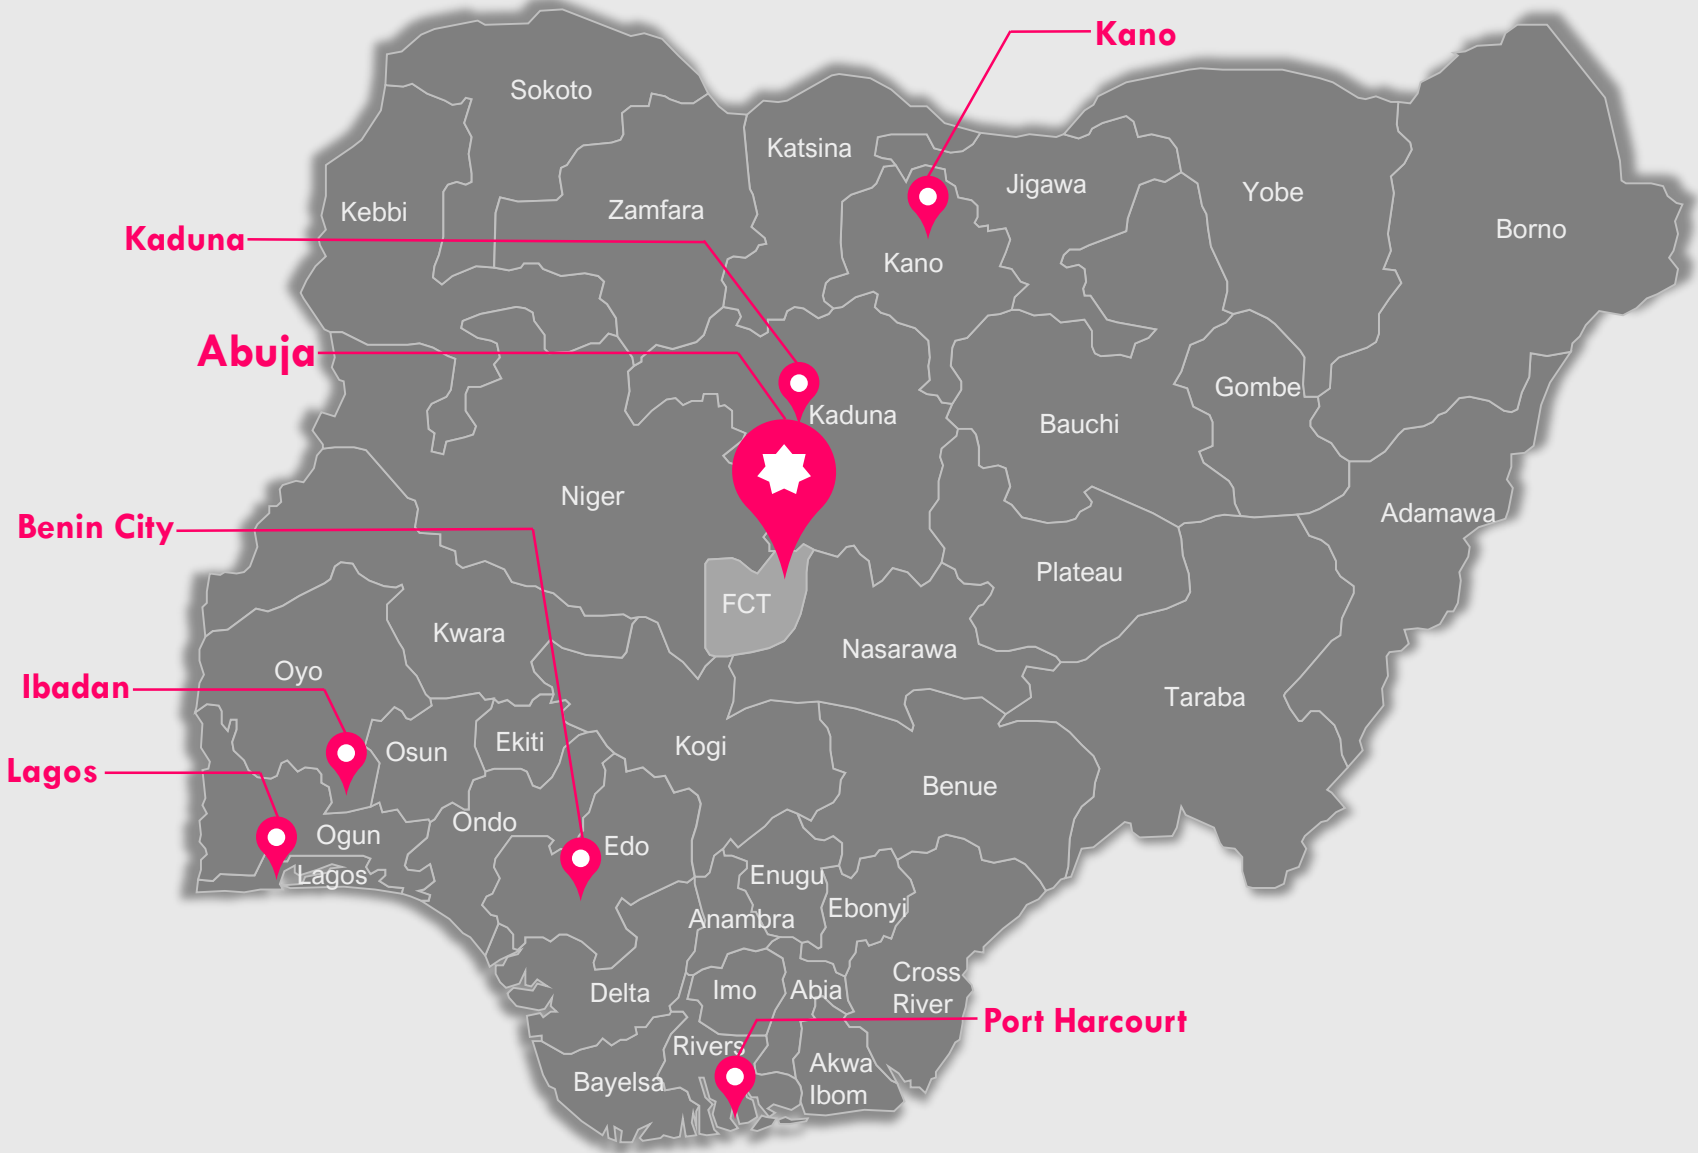 Kano
Sokoto
Katsina
Jigawa
Yobe
Kebbi
Zamfara
Borno
Kaduna
Kano
Abuja
Gombe
Kaduna
Bauchi
Niger
Adamawa
Benin City
Plateau
FCT
Kwara
Nasarawa
Oyo
Ibadan
Taraba
Osun
Ekiti
Kogi
Lagos
Benue
Ondo
Ogun
Edo
Lagos
Enugu
Ebonyi
Anambra
Cross
River
Delta
Imo
Abia
Port Harcourt
Rivers
Akwa
Ibom
Bayelsa